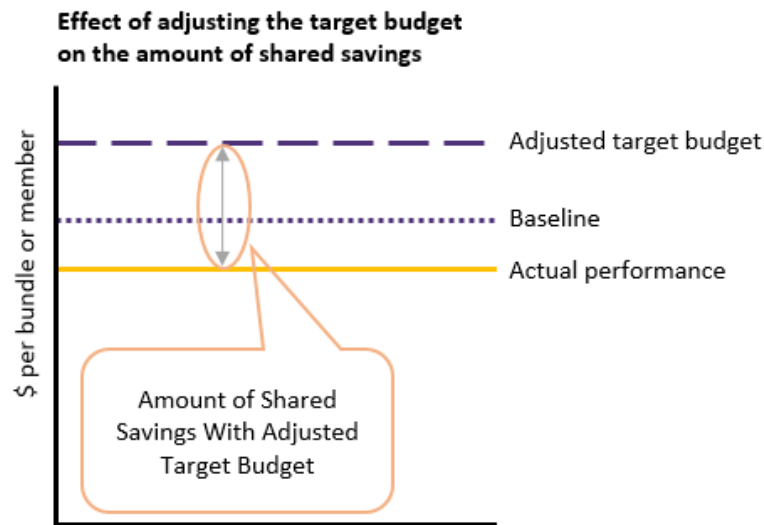 Effect of adjusting the target budget
on the amount of shared savings
$ per bundle or member
Adjusted target budget
Baseline
Actual performance
Amount of Shared
Savings With Adjusted
Target Budget